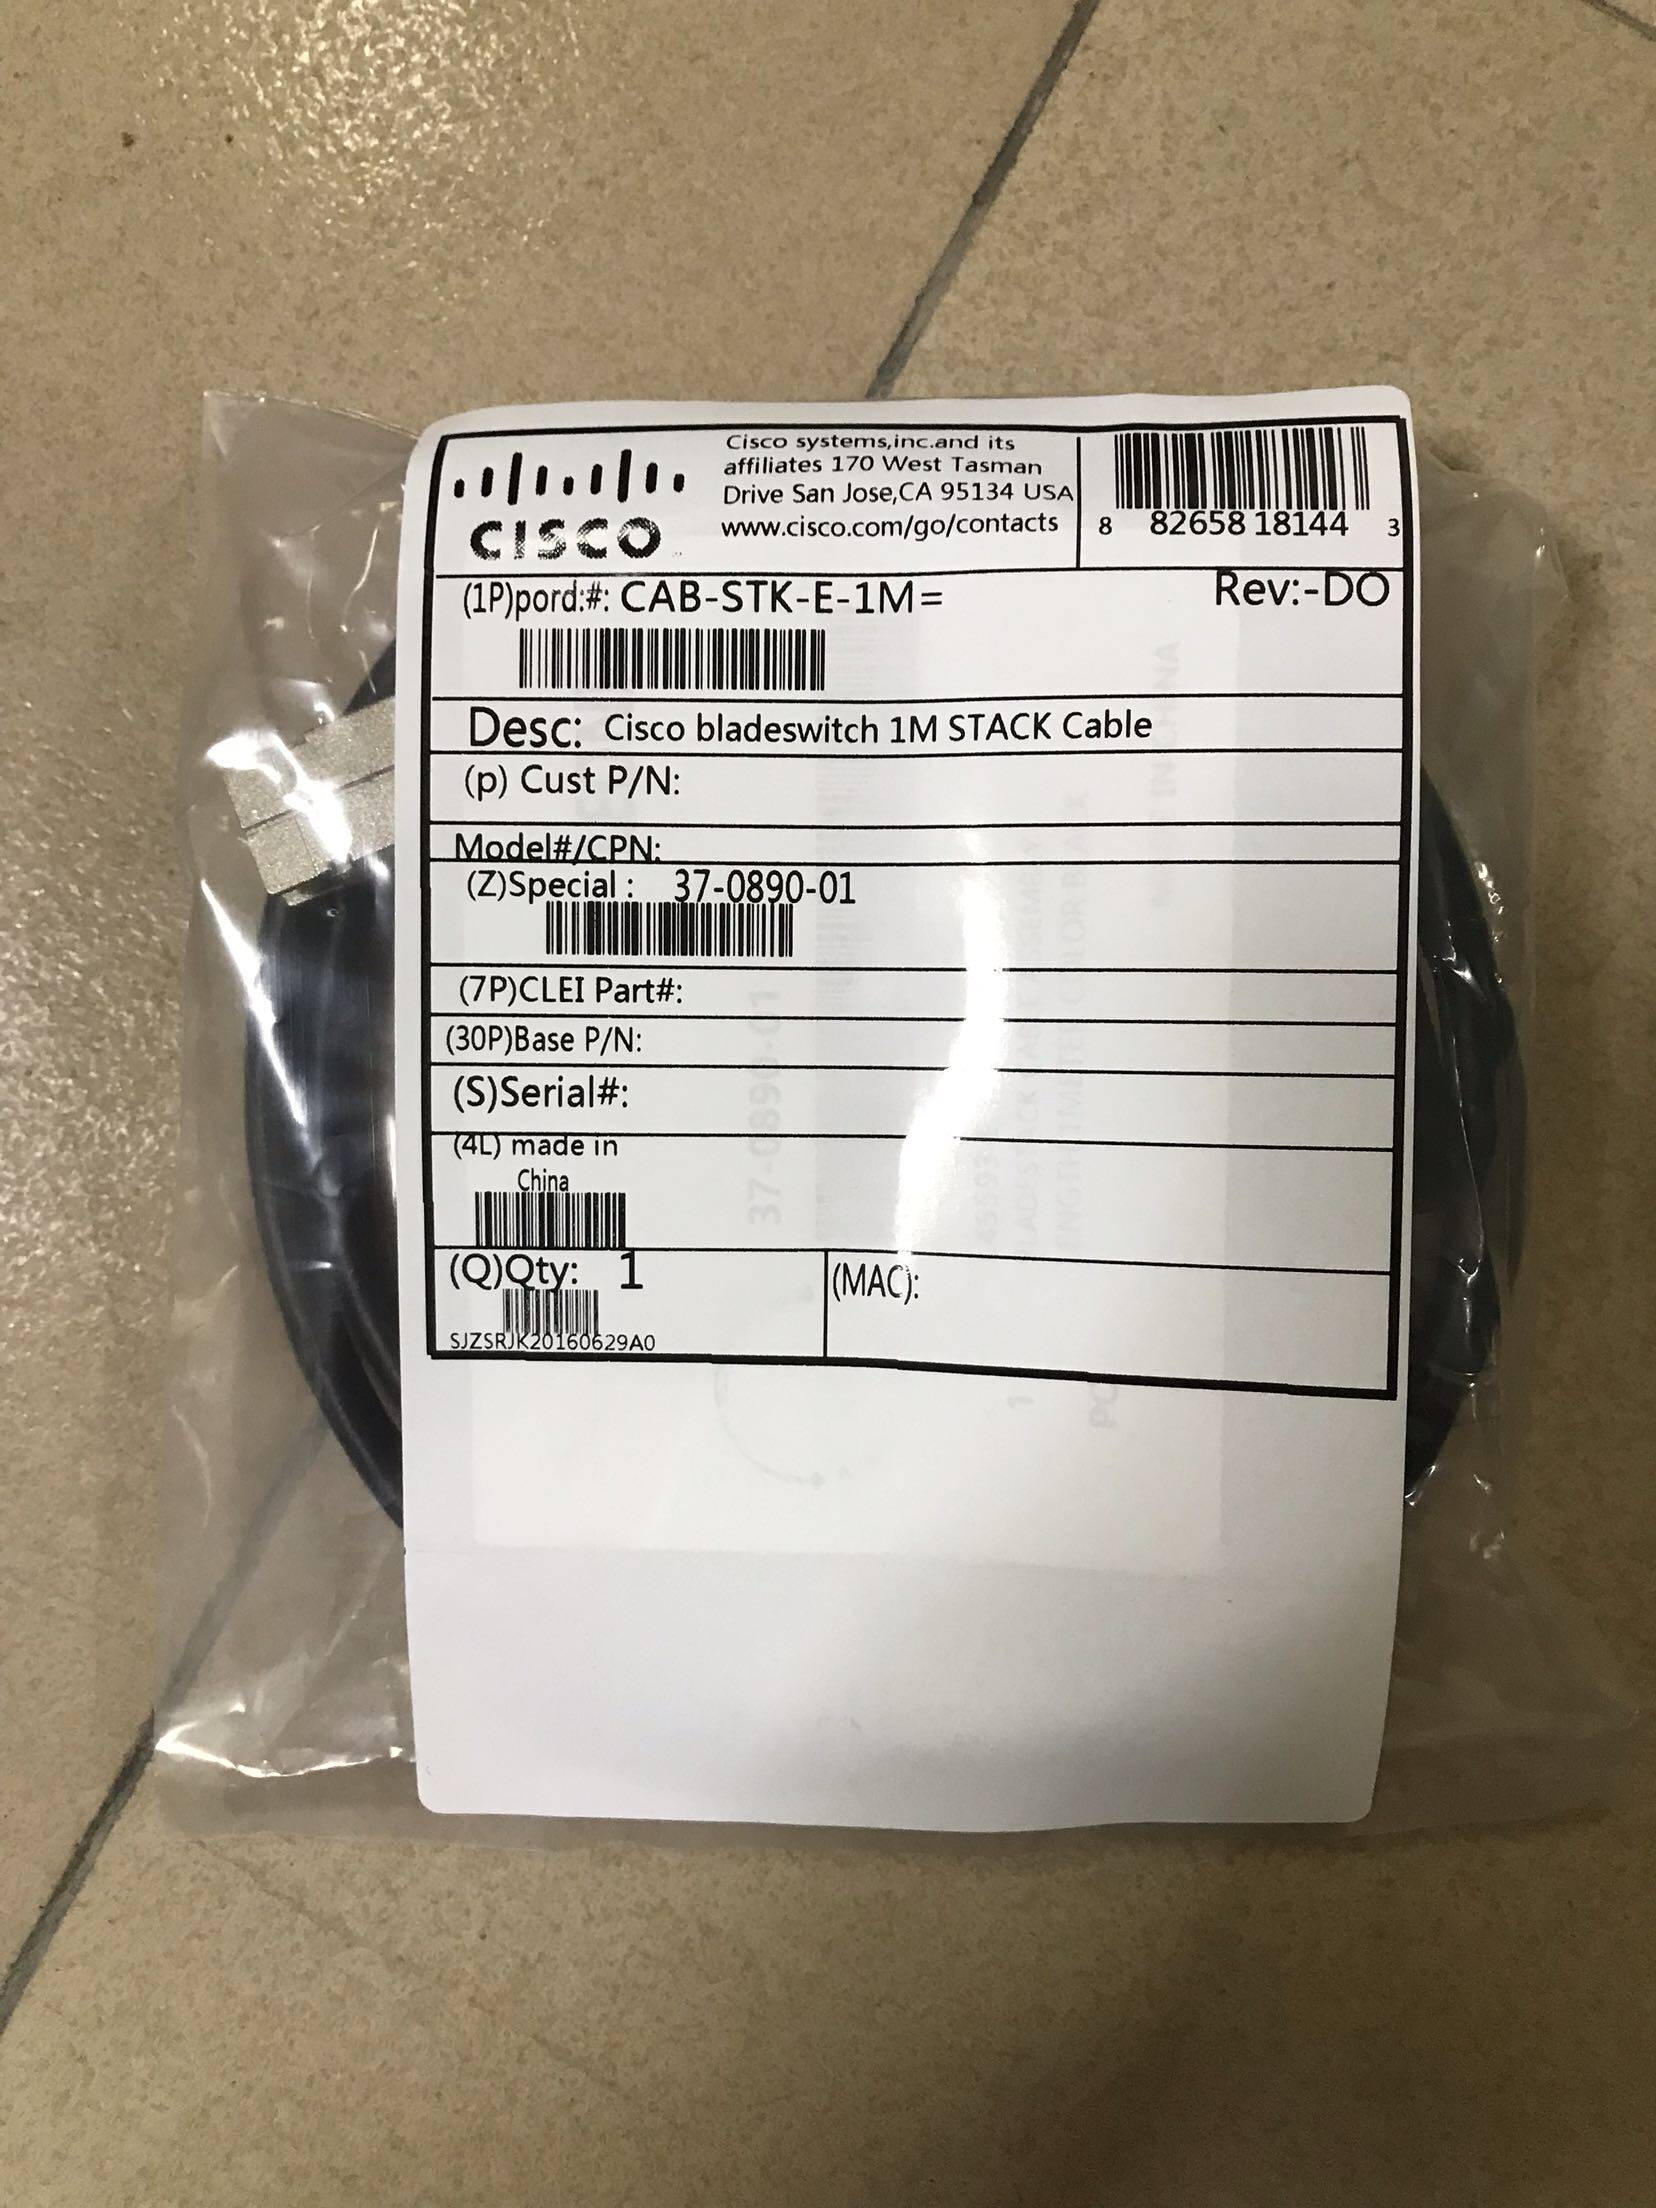 Cisco systems,inc.and its
affiliates 170 West Tasman
Drive San Jose,CA 95134 USA
www.cisco.com/go/contacts
CISCO
8 82658 18144 3
(1P)pord:#: CAB-STK-E-1M=
Rev:-DO
Desc: Cisco bladeswitch 1M STACK Cable
(p) Cust P/N:
Model#/CPN:
(Z)Special : 37-0890-01
(7P)CLEI Part#:
(30P)Base P/N:
(S)Serial#:
(4L) made in
China
(Q)Qty: 1
(MAC):
SJZSRJK20160629A0
37-0890-01